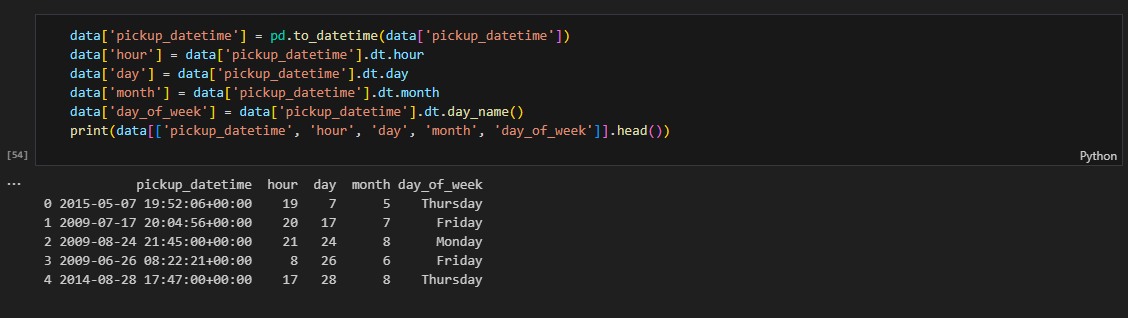 data['pickup_datetime'] = pd.to_datetime(data['pickup_datetime'])
data['hour'] = data['pickup_datetime'].dt.hour
data['day'] = data['pickup_datetime'].dt.day
data['month'] = data['pickup_datetime'].dt.month
data['day_of_week'] = data['pickup_datetime'].dt.day_name()
print(data[['pickup_datetime', 'hour', 'day', 'month', 'day_of_week']].head())
[54]
Python
...
pickup_datetime hour day month day_of_week
0 2015-05-07 19:52:06+00:00 19 7 5 Thursday
1 2009-07-17 20:04:56+00:00 20 17 7 Friday
2 2009-08-24 21:45:00+00:00 21 24 8 Monday
3 2009-06-26 08:22:21+00:00 8 26 6 Friday
4 2014-08-28 17:47:00+00:00 17 28 8 Thursday